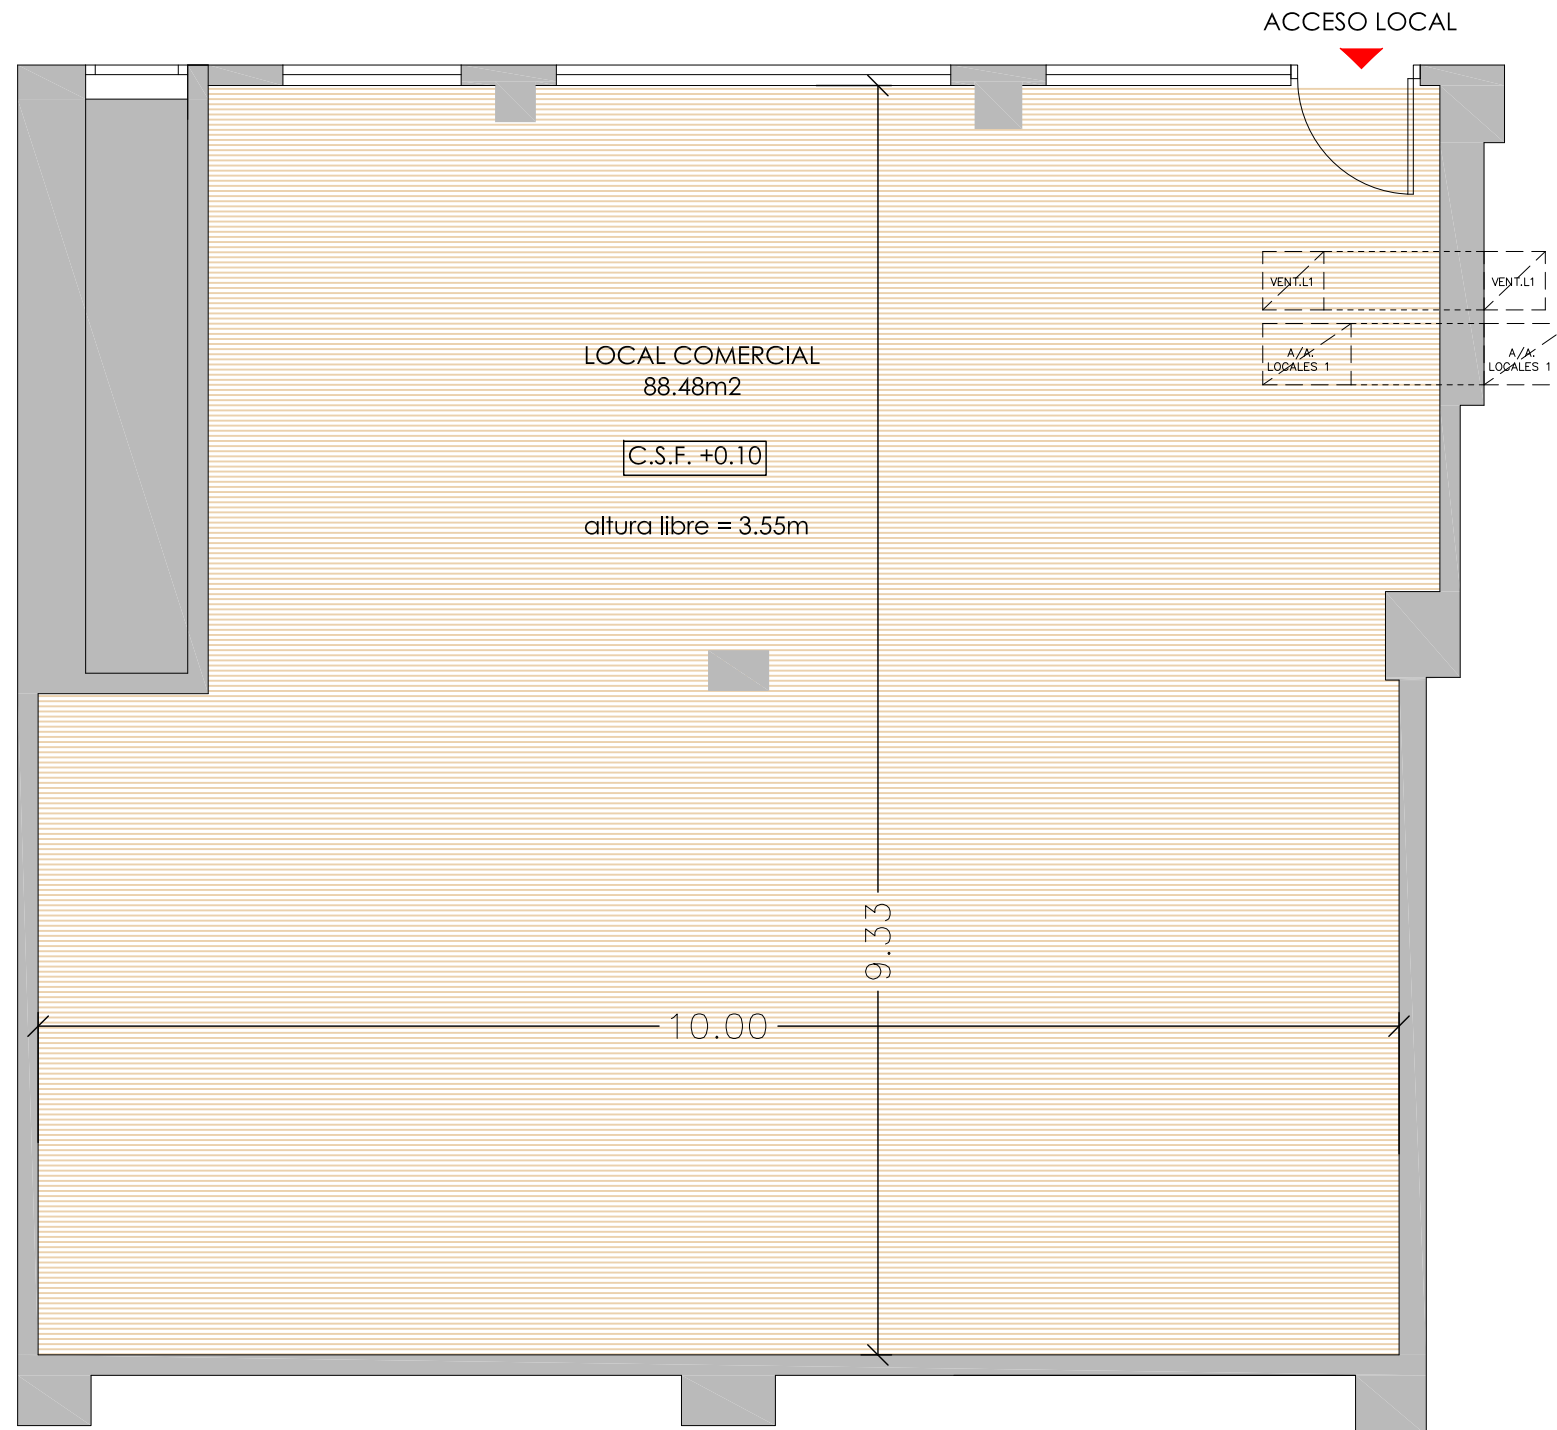 ACCESO LOCAL
VENT.L1
VENT.L1
A/A.
LOCALES 1
A/A.
LOCALES 1
LOCAL COMERCIAL
88.48m2
C.S.F. +0.10
altura libre = 3.55m
9.33
10.00